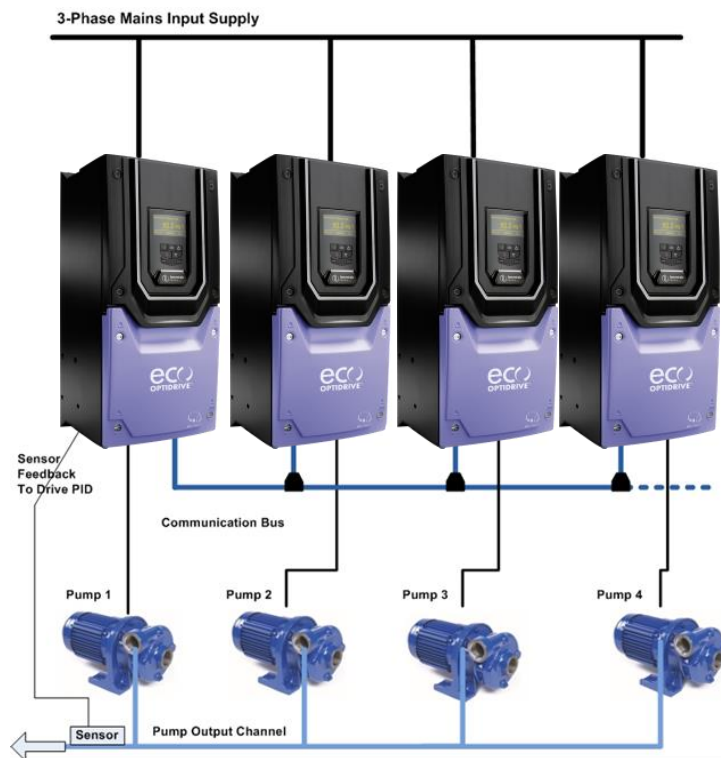 3-Phase Mains Input Supply
eco
OPTIDRIVE
eco
OPTIDRIVE
eco
OPTIDRIVE
eco
OPTIDRIVE
Sensor
Feedback
To Drive PID
Communication Bus
Pump 1
Pump 2
Pump 3
Pump 4
Sensor
Pump Output Channel